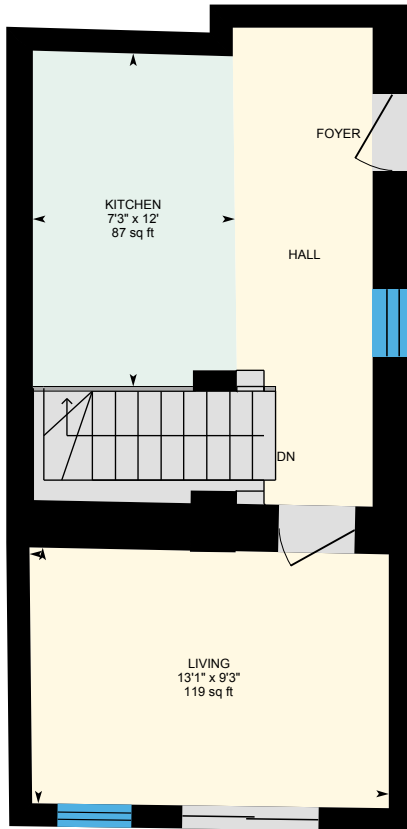 FOYER
KITCHEN
7'3" x 12'
87 sq ft
HALL
DN
LIVING
13'1" x 9'3"
119 sq ft